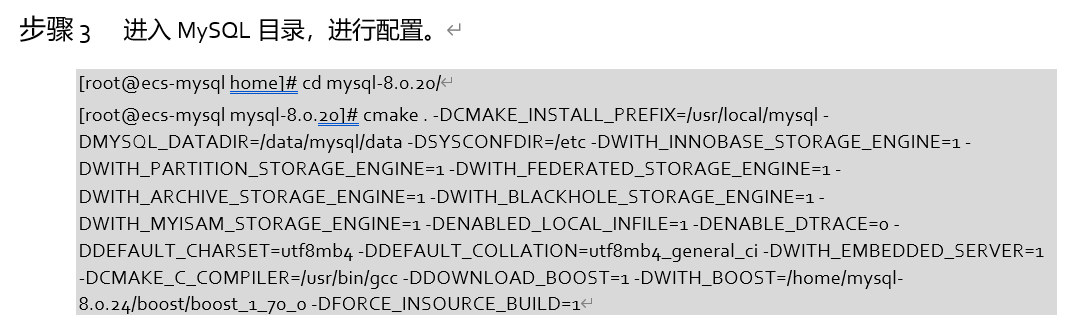 步骤 3 进入 MySQL 目录，进行配置。↵
[root@ecs-mysql home]# cd mysql-8.0.20/↵
[root@ecs-mysql mysql-8.0.20]# cmake . -DCMAKE_INSTALL_PREFIX=/usr/local/mysql -
DMYSQL_DATADIR=/data/mysql/data -DSYSCONFDIR=/etc -DWITH_INNOBASE_STORAGE_ENGINE=1 -
DWITH_PARTITION_STORAGE_ENGINE=1 -DWITH_FEDERATED_STORAGE_ENGINE=1 -
DWITH_ARCHIVE_STORAGE_ENGINE=1 -DWITH_BLACKHOLE_STORAGE_ENGINE=1 -
DWITH_MYISAM_STORAGE_ENGINE=1 -DENABLED_LOCAL_INFILE=1 -DENABLE_DTRACE=0 -
DDEFAULT_CHARSET=utf8mb4 -DDEFAULT_COLLATION=utf8mb4_general_ci -DWITH_EMBEDDED_SERVER=1
-DCMAKE_C_COMPILER=/usr/bin/gcc -DDOWNLOAD_BOOST=1 -DWITH_BOOST=/home/mysql-
8.0.24/boost/boost_1_70_0 -DFORCE_INSOURCE_BUILD=1↵